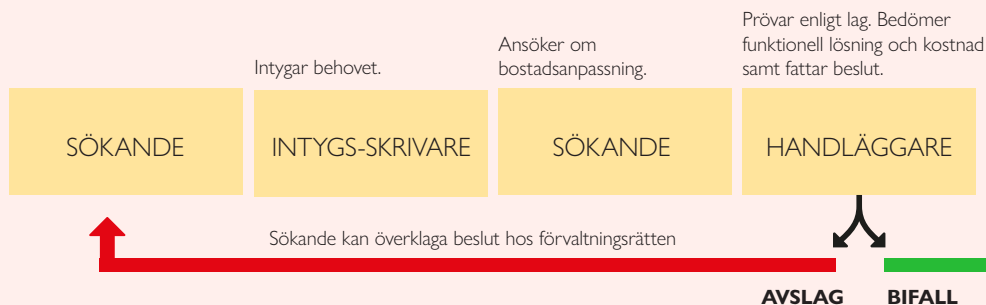 Intygar behovet.
Ansöker om
bostadsanpassning.
Prövar enligt lag. Bedömer
funktionell lösning och kostnad
samt fattar beslut.
SÖKANDE
INTYGS-SKRIVARE
SÖKANDE
HANDLÄGGARE
Sökande kan överklaga beslut hos förvaltningsrätten
AVSLAG
BIFALL